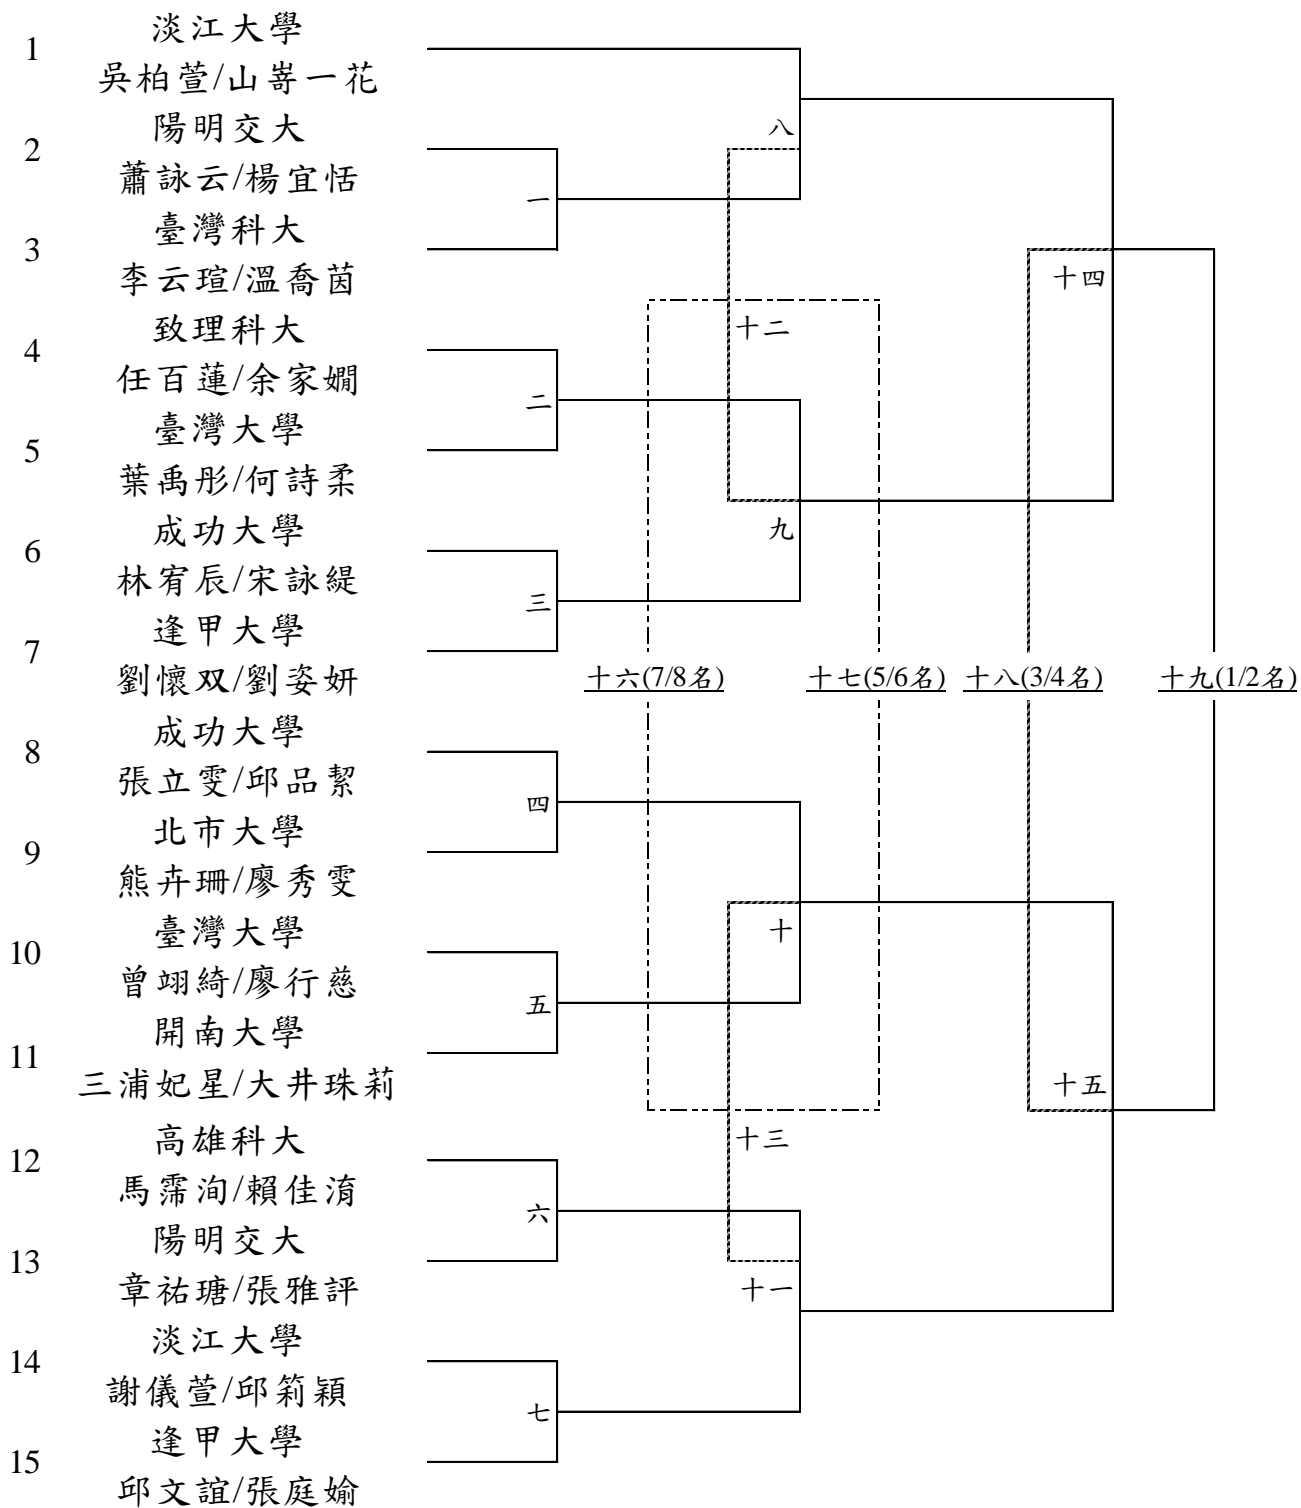 淡江大學
1
吳柏萱/山嵜一花
陽明交大
八
2
蕭詠云/楊宜恬
一
臺灣科大
3
李云瑄/溫喬茵
十四
致理科大
十二
4
任百蓮/余家嫺
二
臺灣大學
5
葉禹彤/何詩柔
成功大學
九
6
林宥辰/宋詠緹
三
逢甲大學
7
劉懷双/劉姿妍
十六(7/8名)
十七(5/6名)
十八(3/4名)
十九(1/2名)
成功大學
8
張立雯/邱品絜
四
北市大學
9
熊卉珊/廖秀雯
臺灣大學
十
10
曾翊綺/廖行慈
五
開南大學
11
三浦妃星/大井珠莉
十五
高雄科大
十三
12
馬霈洵/賴佳淯
六
陽明交大
13
章祐瑭/張雅評
十一
淡江大學
14
謝儀萱/邱莉穎
七
逢甲大學
15
邱文誼/張庭媮